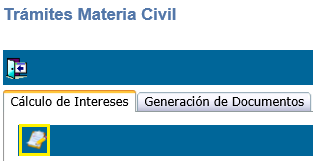 Trámites Materia Civil
Cálculo de Intereses Generación de Documentos